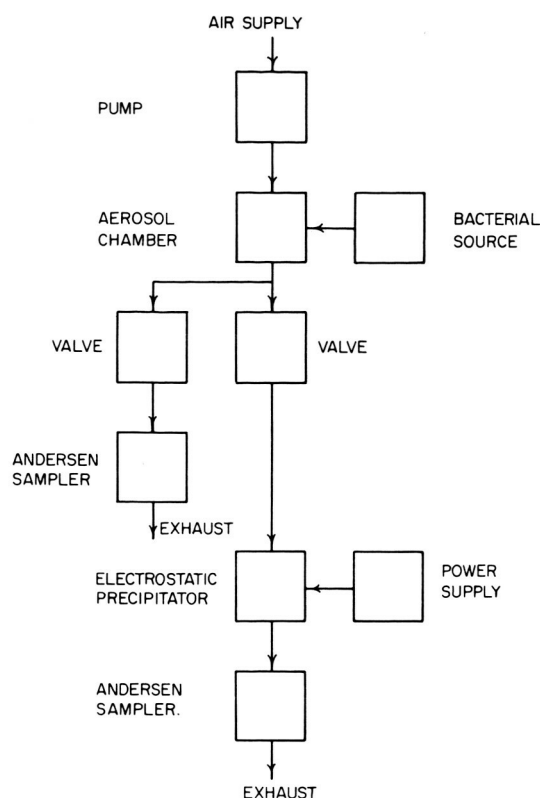 AIR SUPPLY
PUMP
AEROSOL
CHAMBER
BACTERIAL
SOURCE
VALVE
VALVE
ANDERSEN
SAMPLER
EXHAUST
ELECTROSTATIC
PRECIPITATOR
POWER
SUPPLY
ANDERSEN
SAMPLER.
EXHAUST